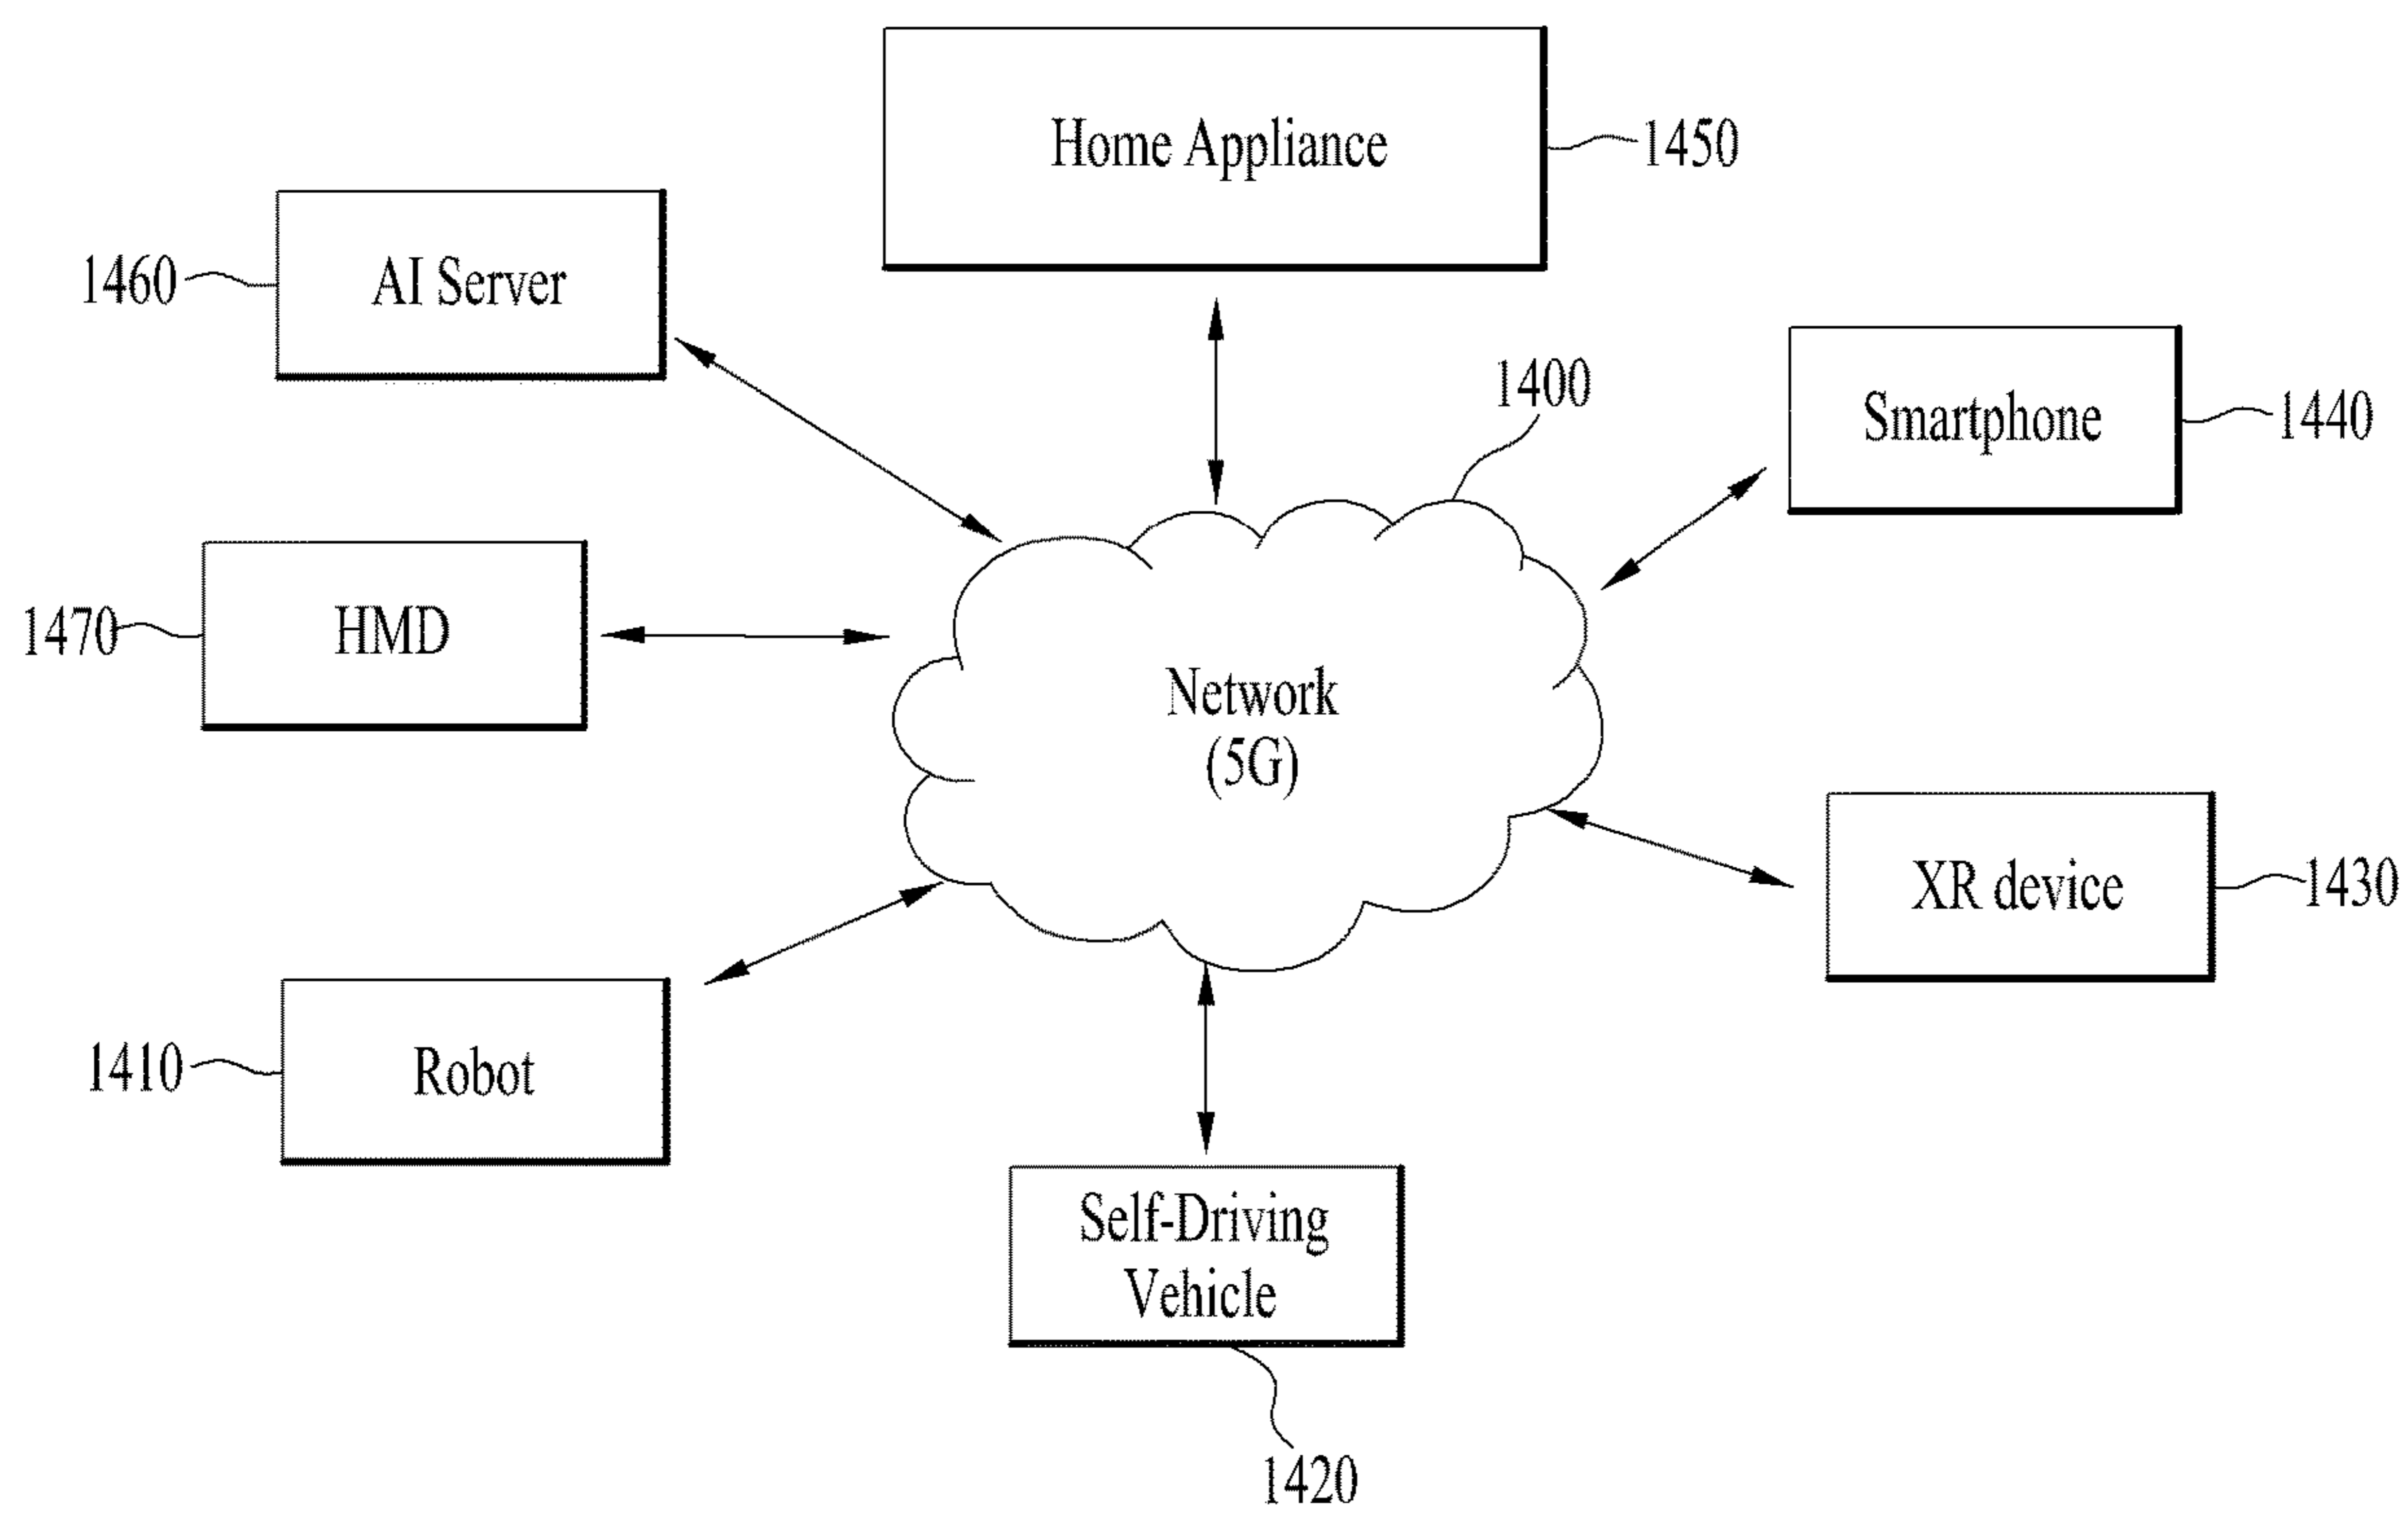 Home Appliance
1450
1460
AI Server
1400
Smartphone
1440
1470
HMD
Network
(5G)
XR device
1430
1410
Robot
Self-Driving
Vehicle
1420